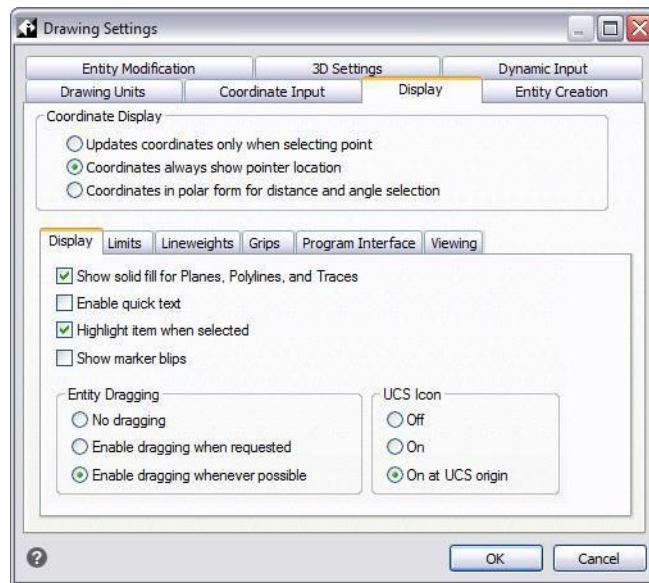 Drawing Settings
Entity Modification
3D Settings
Dynamic Input
Drawing Units
Coordinate Input
Display
Entity Creation
Coordinate Display
Updates coordinates only when selecting point
Coordinates always show pointer location
Coordinates in polar form for distance and angle selection
Display
Limits
Lineweights
Grips
Program Interface
Viewing
Show solid fill for Planes, Polylines, and Traces
Enable quick text
Highlight item when selected
Show marker blips
Entity Dragging
No dragging
Enable dragging when requested
Enable dragging whenever possible
UCS Icon
Off
On
On at UCS origin
?
OK
Cancel